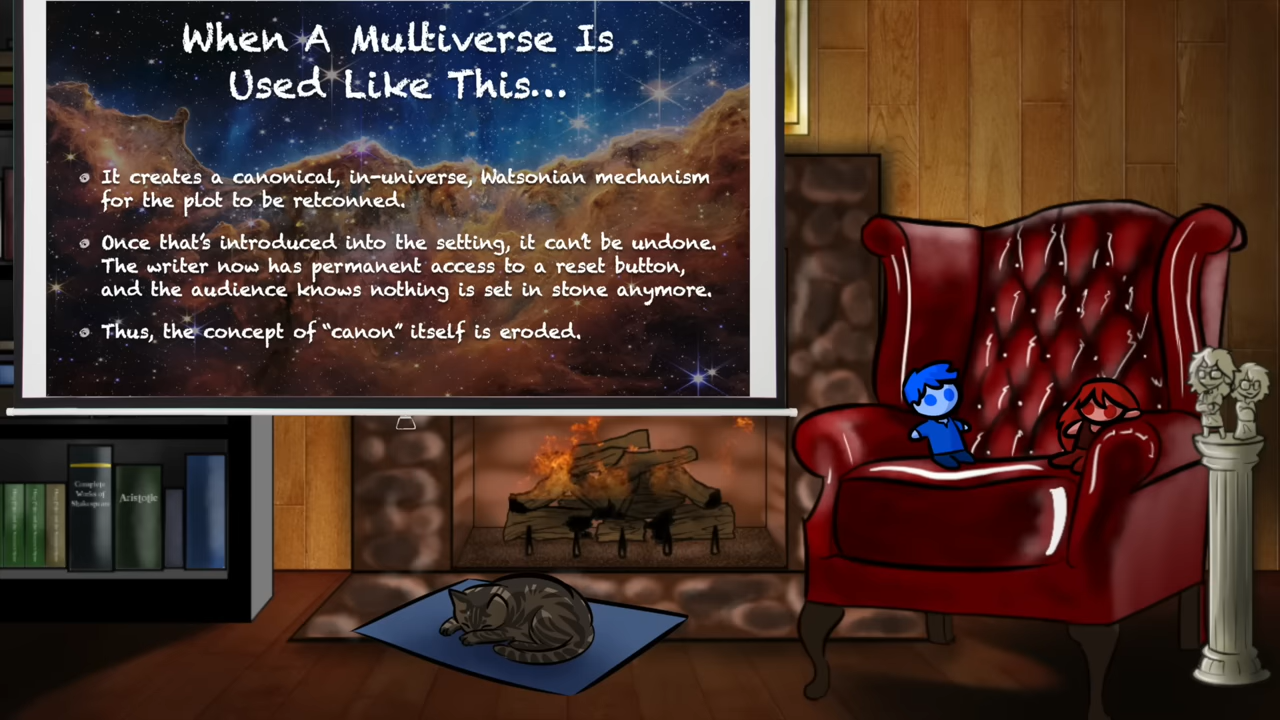 When A Multiverse Is
Used Like This...
It creates a canonical, in-universe, Watsonian mechanism
for the plot to be retconned.
Once that's introduced into the setting, it can't be undone.
The writer now has permanent access to a reset button,
and the audience knows nothing is set in stone anymore.
Thus, the concept of “canon” itself is eroded.
Complete
Works of
Shakespeare
Aristotle